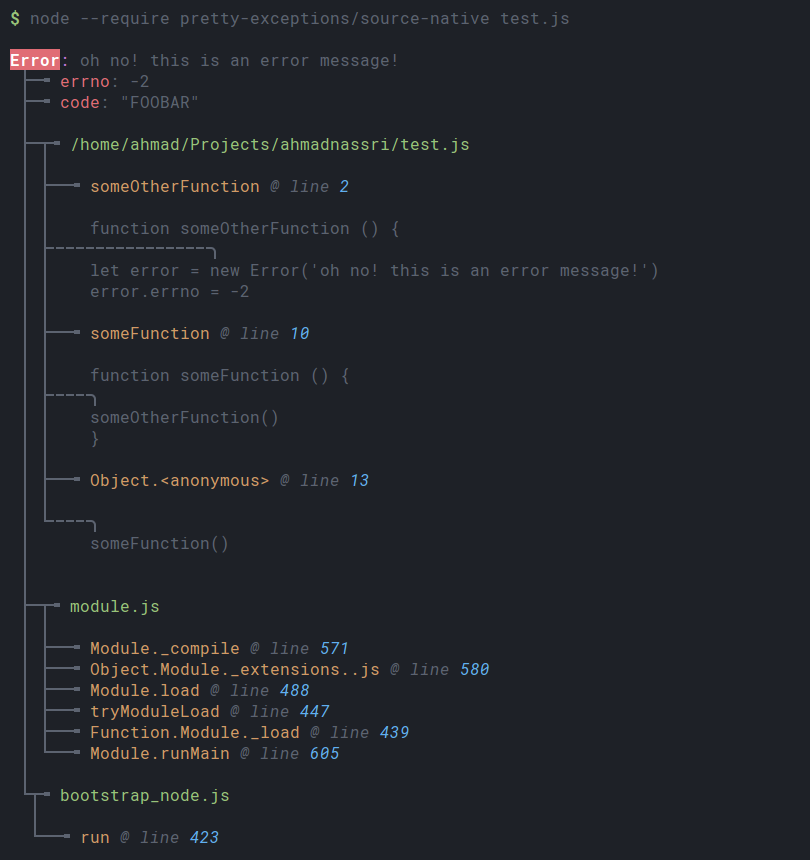 $ node --require pretty-exceptions/source-native test.js
Error: oh no! this is an error message!
errno: -2
code: "FOOBAR"
/home/ahmad/Projects/ahmadnassri/test.js
someOtherFunction @ line 2
function someOtherFunction () {
let error = new Error('oh no! this is an error message!')
error.errno = -2
someFunction @ line 10
function someFunction () {
someOtherFunction()
}
Object.<anonymous> @ line 13
someFunction()
module.js
Module._compile @ line 571
Object.Module._extensions..js @ line 580
Module.load @ line 488
tryModuleLoad @ line 447
Function.Module._load @ line 439
Module.runMain @ line 605
bootstrap_node.js
run @ line 423